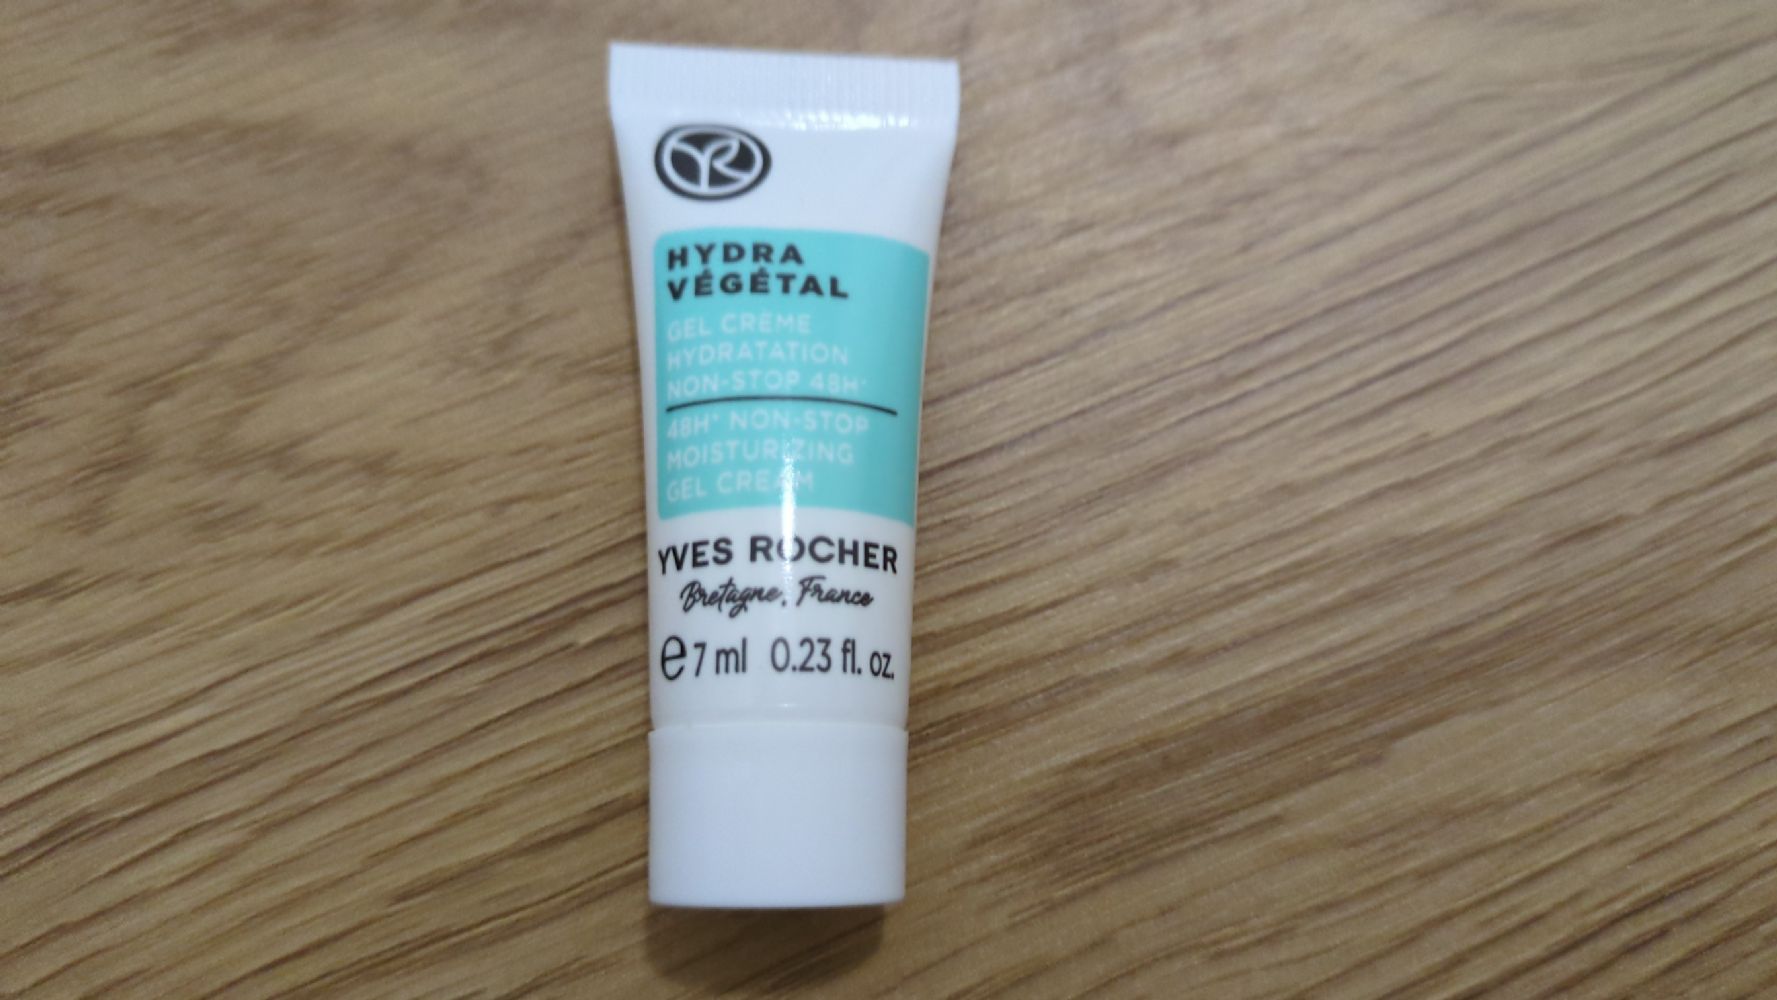 YR
HYDRA
VÉGÉTAL
GEL CRÈME
HYDRATATION
NON-STOP 48H*
48H* NON-STOP
MOISTURIZING
GEL CREAM
YVES ROCHER
Bretagne, France
e 7 ml 0.23 fl. oz.